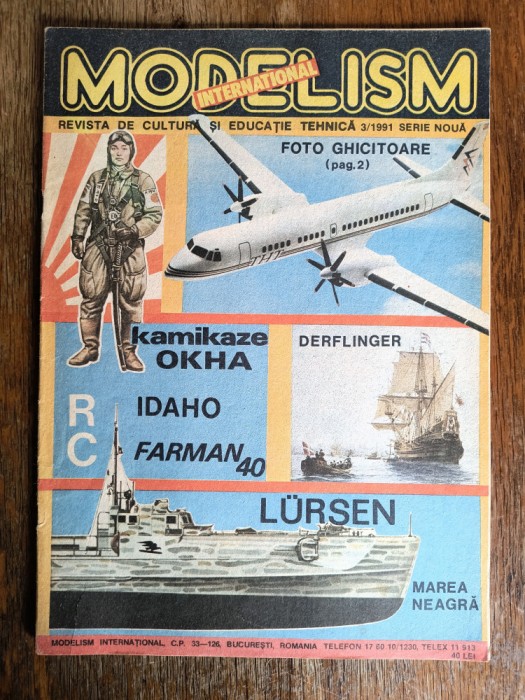 MODELISM
INTERNATIONAL
REVISTA DE CULTURĂ ȘI EDUCAȚIE TEHNICĂ 3/1991 SERIE NOUĂ
FOTO GHICITOARE
(pag.2)
kamikaze
OKHA
DERFLINGER
RC
IDAHO
FARMAN 40
LÜRSEN
MAREA
NEAGRĂ
MODELISM INTERNAȚIONAL, C.P. 33—126, BUCUREȘTI, ROMANIA TELEFON 17 60 10/1230, TELEX 11 913
40 LEI